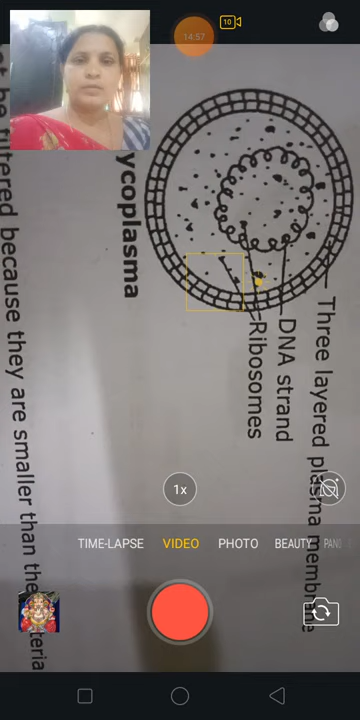 14:57
10
Three layered plasma membrane
DNA strand
Ribosomes
ycoplasma
be filtered because they are smaller than the
teria
1x
TIME-LAPSE VIDEO PHOTO BEAUTY